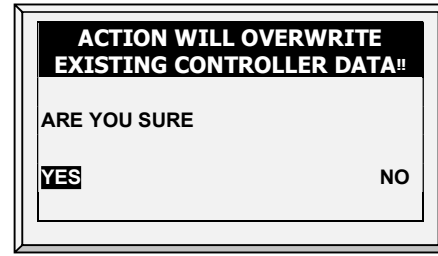 ACTION WILL OVERWRITE
EXISTING CONTROLLER DATA!!
ARE YOU SURE
YES NO